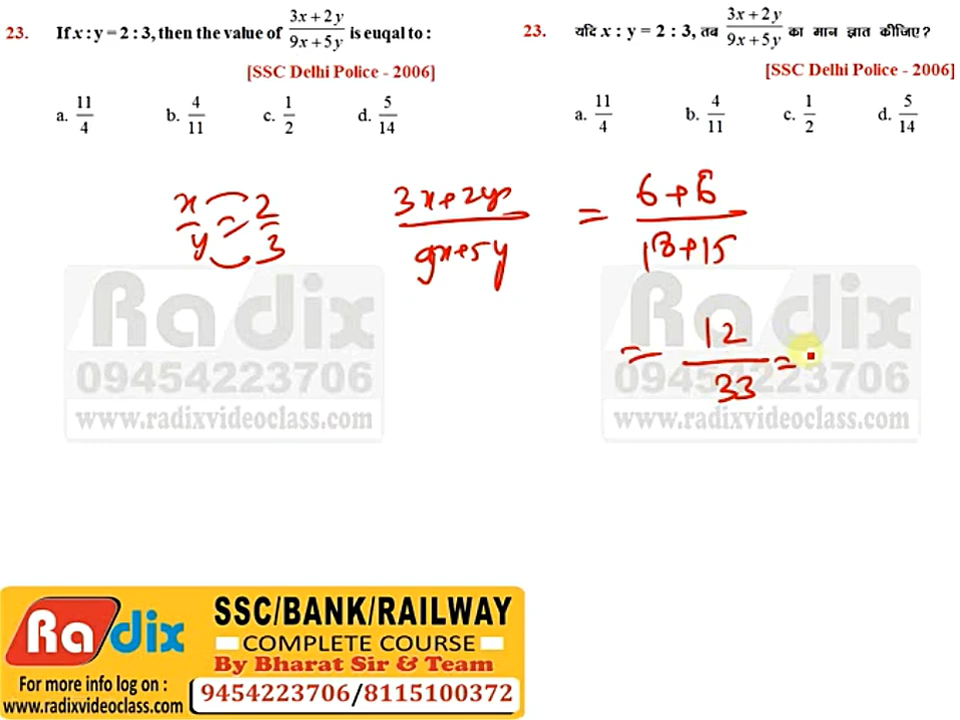 23. If x : y = 2 : 3, then the value of (3x + 2y)/(9x + 5y) is euqal to :
[SSC Delhi Police - 2006]
a. 11/4 b. 4/11 c. 1/2 d. 5/14
23. यदि x : y = 2 : 3, तब (3x + 2y)/(9x + 5y) का मान ज्ञात कीजिए?
[SSC Delhi Police - 2006]
a. 11/4 b. 4/11 c. 1/2 d. 5/14
x/y = 2/3
(3x+2y)/(9x+5y) = (6+6)/(18+15)
= 12/33 =
Radix
09454223706
www.radixvideoclass.com
Radix
09454223706
www.radixvideoclass.com
Radix
For more info log on :
www.radixvideoclass.com
SSC/BANK/RAILWAY
COMPLETE COURSE
By Bharat Sir & Team
9454223706/8115100372